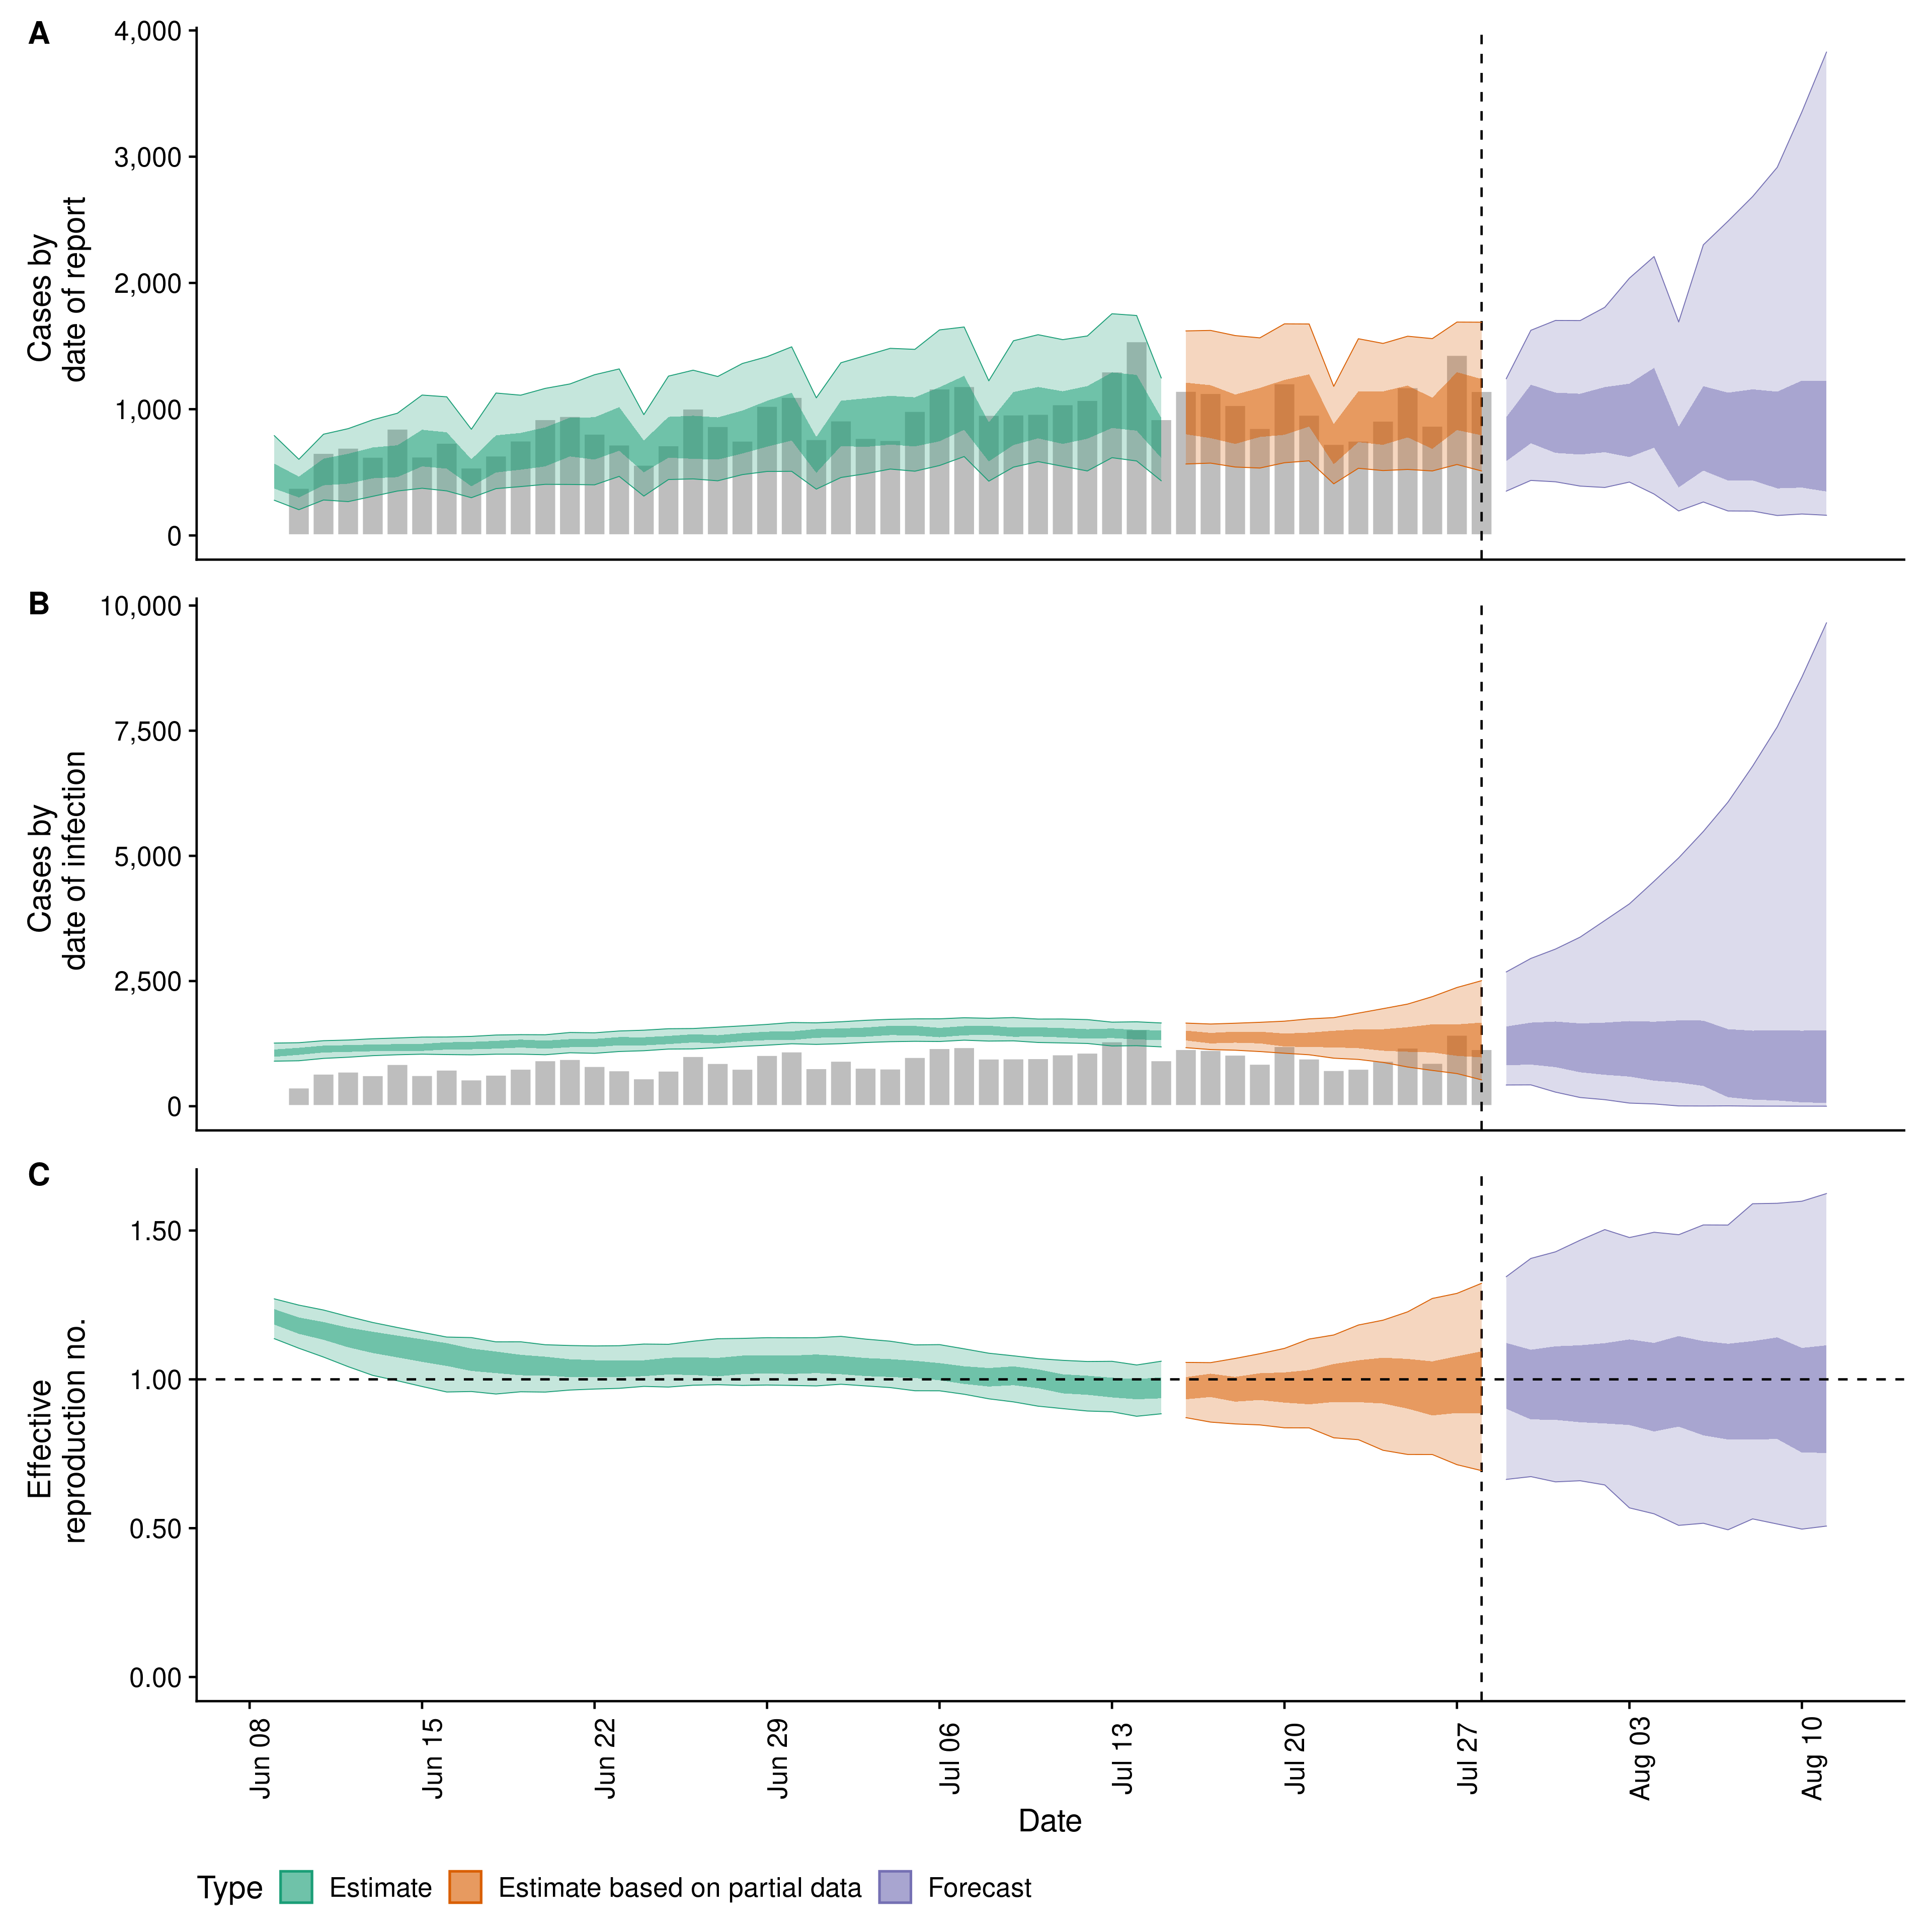 A
4,000
3,000
2,000
1,000
0
Cases by
date of report
B
10,000
7,500
5,000
2,500
0
Cases by
date of infection
C
1.50
1.00
0.50
0.00
Effective
reproduction no.
Jun 08
Jun 15
Jun 22
Jun 29
Jul 06
Jul 13
Jul 20
Jul 27
Aug 03
Aug 10
Date
Type Estimate Estimate based on partial data Forecast